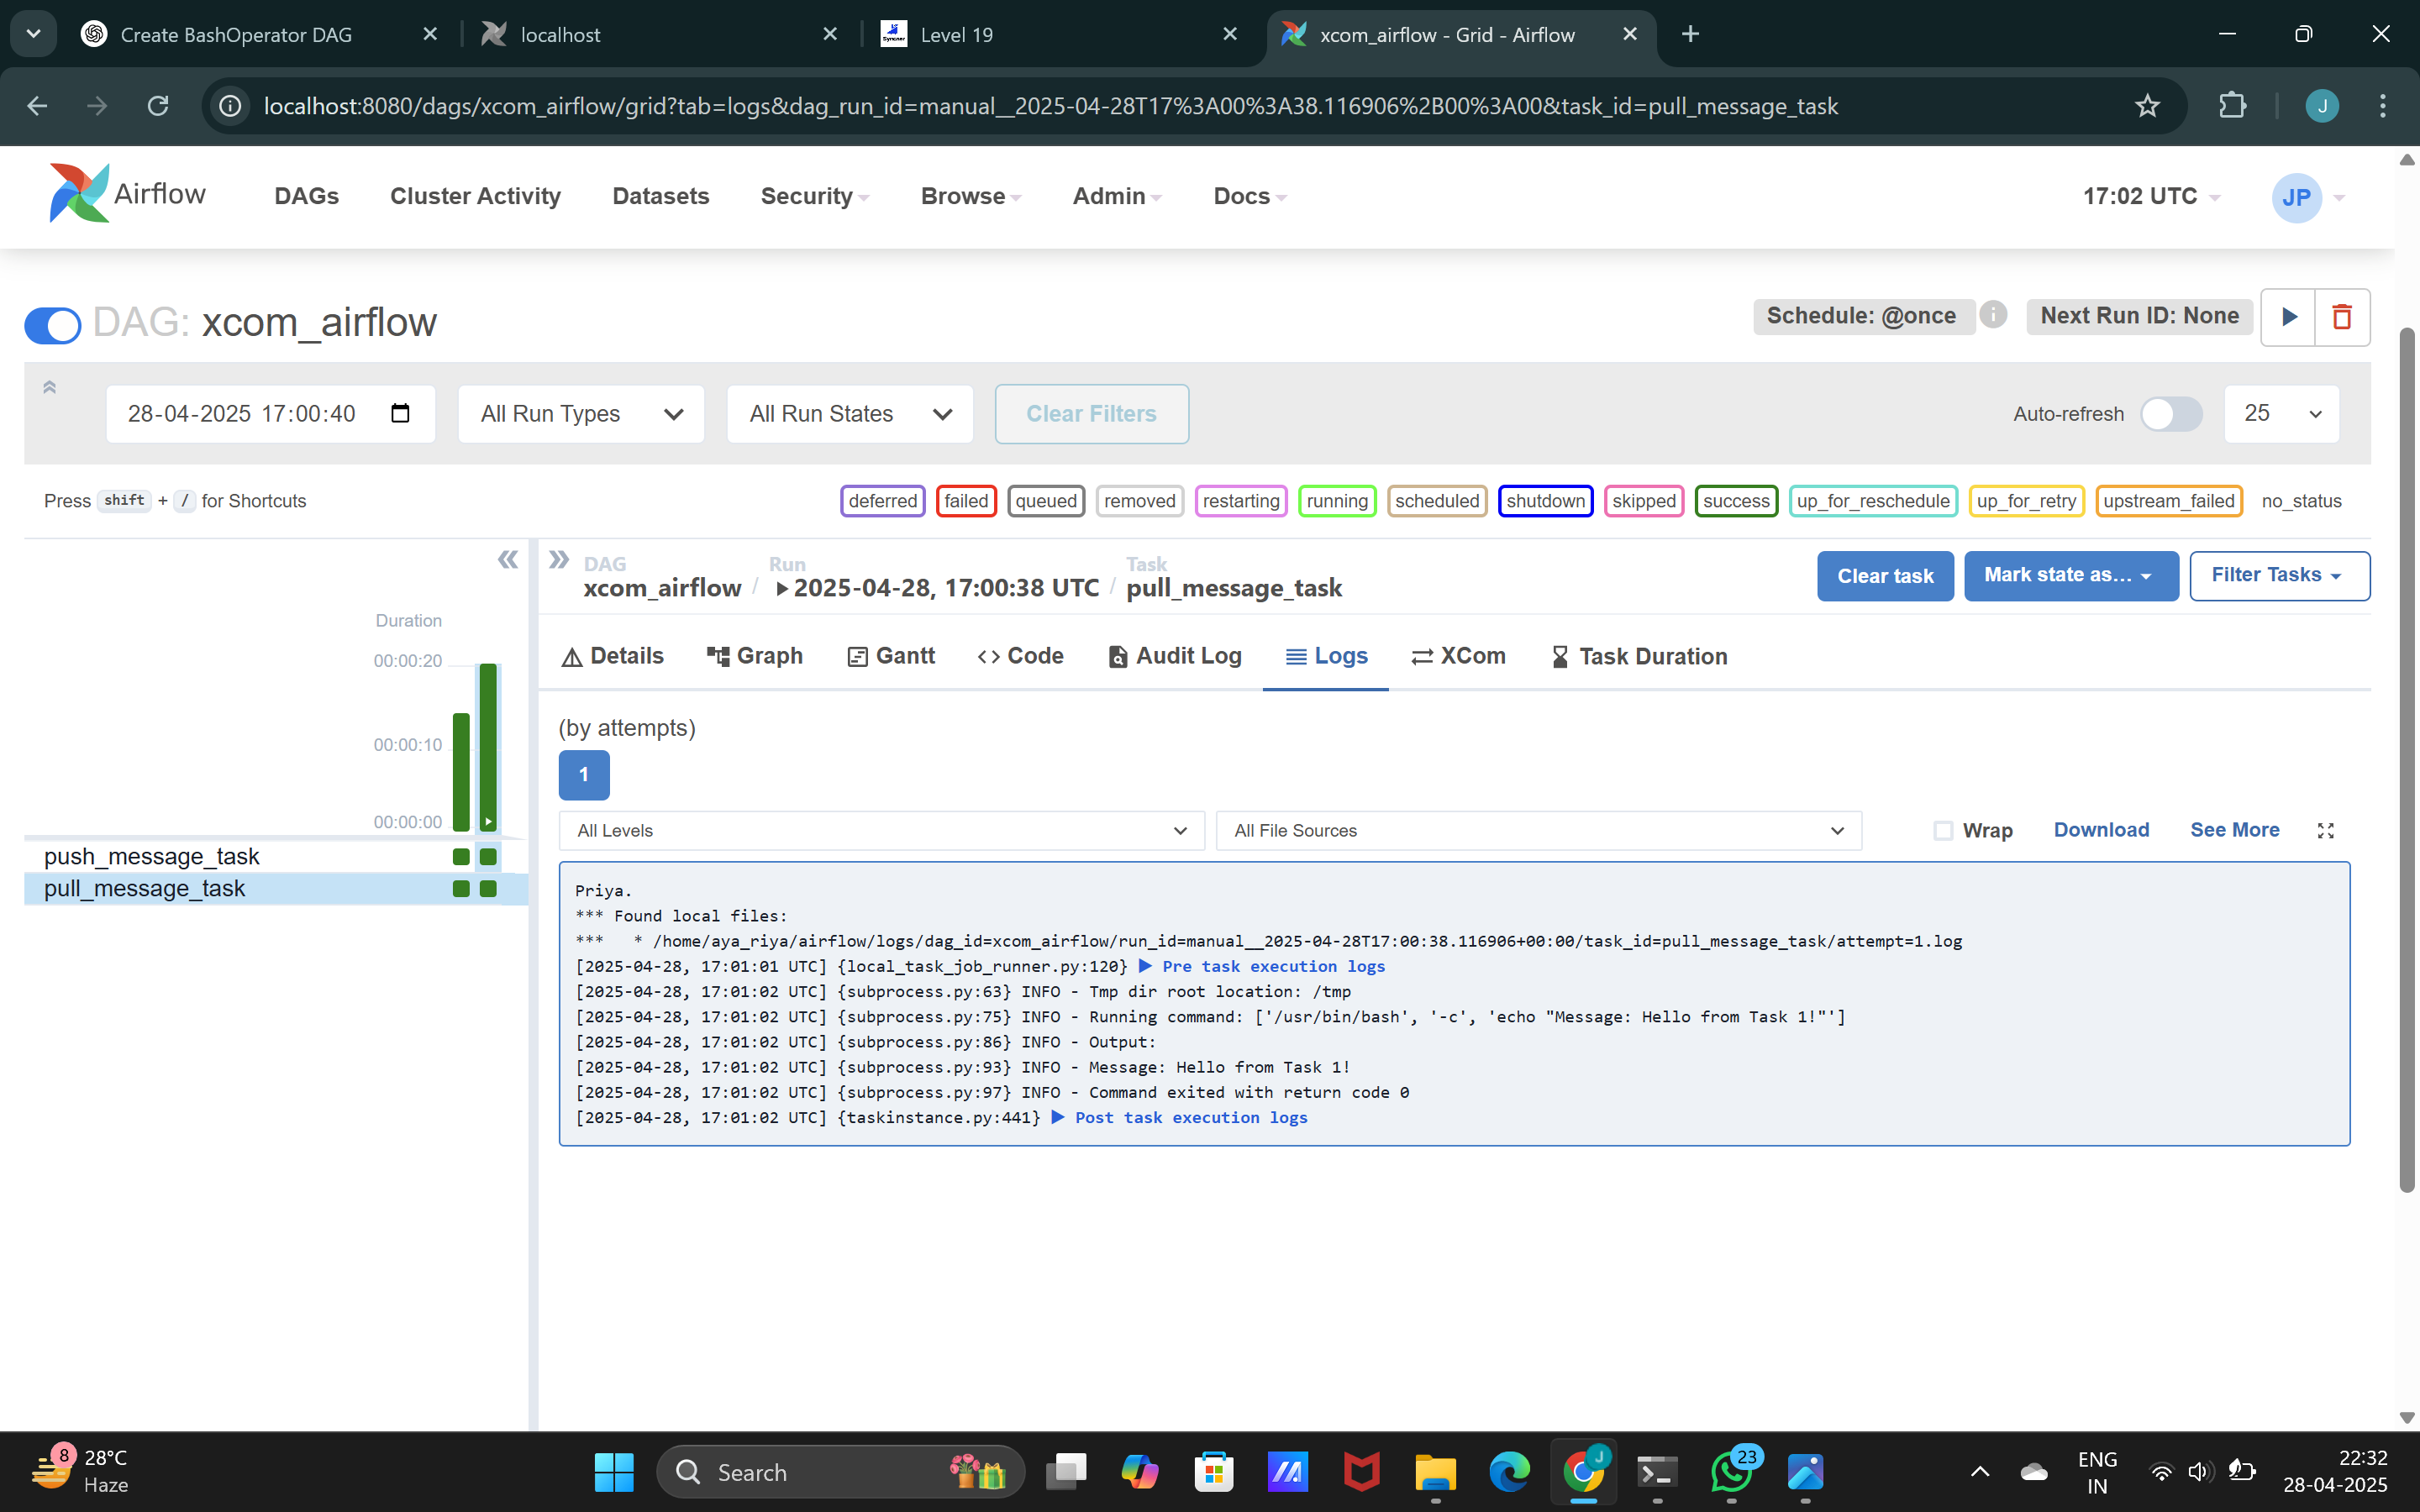 Create BashOperator DAG
localhost
Level 19
xcom_airflow - Grid - Airflow
localhost:8080/dags/xcom_airflow/grid?tab=logs&dag_run_id=manual__2025-04-28T17%3A00%3A38.116906%2B00%3A00&task_id=pull_message_task
J
Airflow
DAGs
Cluster Activity
Datasets
Security
Browse
Admin
Docs
17:02 UTC
JP
DAG: xcom_airflow
Schedule: @once
Next Run ID: None
28-04-2025 17:00:40
All Run Types
All Run States
Clear Filters
Auto-refresh
25
Press shift + / for Shortcuts
deferred
failed
queued
removed
restarting
running
scheduled
shutdown
skipped
success
up_for_reschedule
up_for_retry
upstream_failed
no_status
DAG
xcom_airflow /
Run
2025-04-28, 17:00:38 UTC /
Task
pull_message_task
Clear task
Mark state as...
Filter Tasks
Duration
00:00:20
00:00:10
00:00:00
push_message_task
pull_message_task
Details
Graph
Gantt
Code
Audit Log
Logs
XCom
Task Duration
(by attempts)
1
All Levels
All File Sources
Wrap
Download
See More
Priya.
*** Found local files:
***   * /home/aya_riya/airflow/logs/dag_id=xcom_airflow/run_id=manual__2025-04-28T17:00:38.116906+00:00/task_id=pull_message_task/attempt=1.log
[2025-04-28, 17:01:01 UTC] {local_task_job_runner.py:120} ▶ Pre task execution logs
[2025-04-28, 17:01:02 UTC] {subprocess.py:63} INFO - Tmp dir root location: /tmp
[2025-04-28, 17:01:02 UTC] {subprocess.py:75} INFO - Running command: ['/usr/bin/bash', '-c', 'echo "Message: Hello from Task 1!"']
[2025-04-28, 17:01:02 UTC] {subprocess.py:86} INFO - Output:
[2025-04-28, 17:01:02 UTC] {subprocess.py:93} INFO - Message: Hello from Task 1!
[2025-04-28, 17:01:02 UTC] {subprocess.py:97} INFO - Command exited with return code 0
[2025-04-28, 17:01:02 UTC] {taskinstance.py:441} ▶ Post task execution logs
8
28°C
Haze
Search
J
23
ENG
IN
22:32
28-04-2025